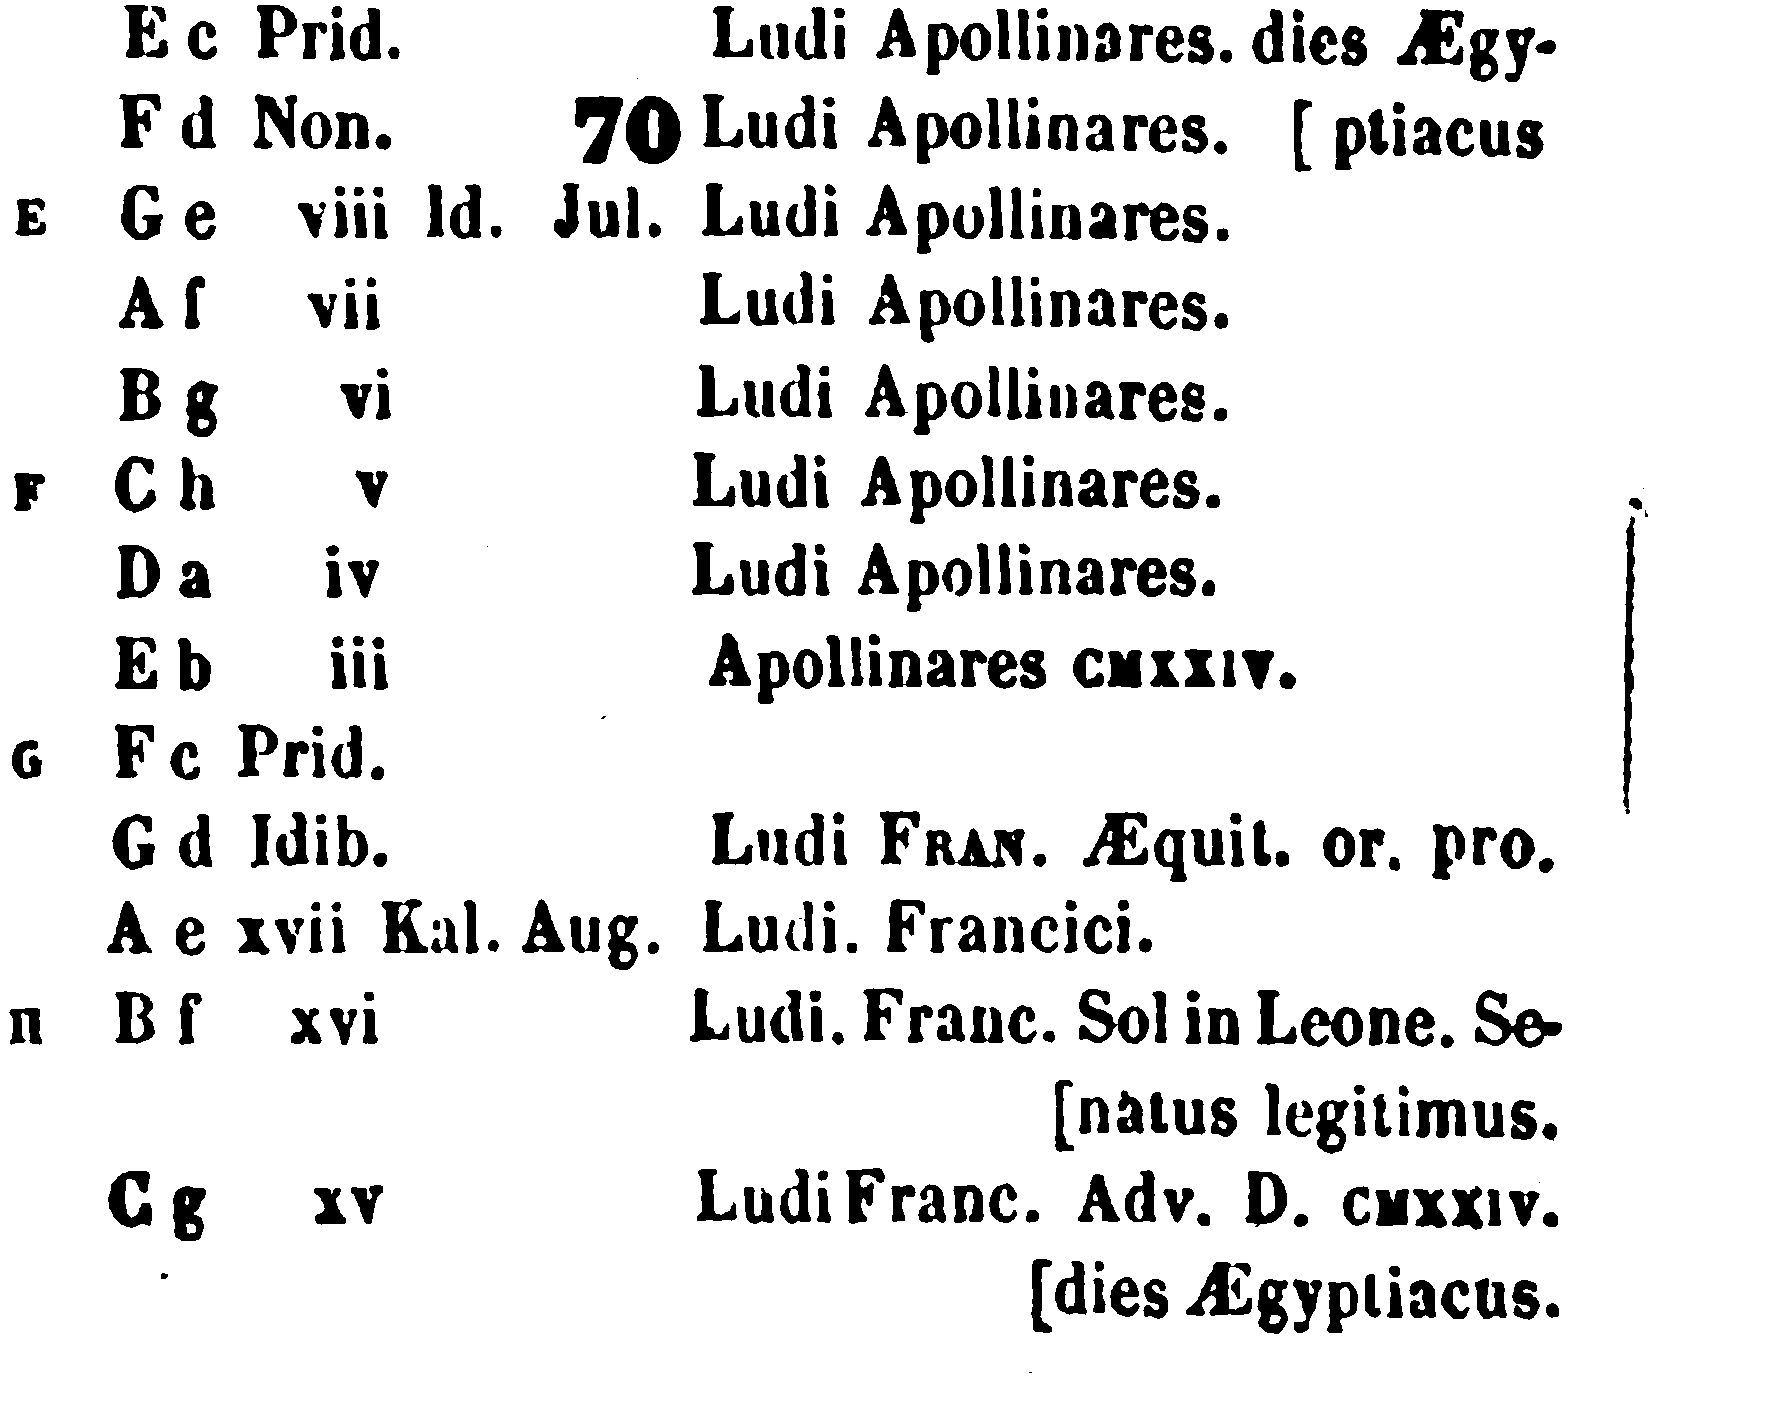 E c Prid. Ludi Apollinares. dies Ægy-
F d Non. 70 Ludi Apollinares. [ ptiacus
E G e viii Id. Jul. Ludi Apollinares.
A f vii Ludi Apollinares.
B g vi Ludi Apollinares.
F C h v Ludi Apollinares.
D a iv Ludi Apollinares.
E b iii Apollinares CMXXIV.
G F c Prid.
G d Idib. Ludi FRAN. Æquit. or. pro.
A e xvii Kal. Aug. Ludi. Francici.
H B f xvi Ludi. Franc. Sol in Leone. Se-
[natus legitimus.
C g xv Ludi Franc. Adv. D. CMXXIV.
[dies Ægyptiacus.